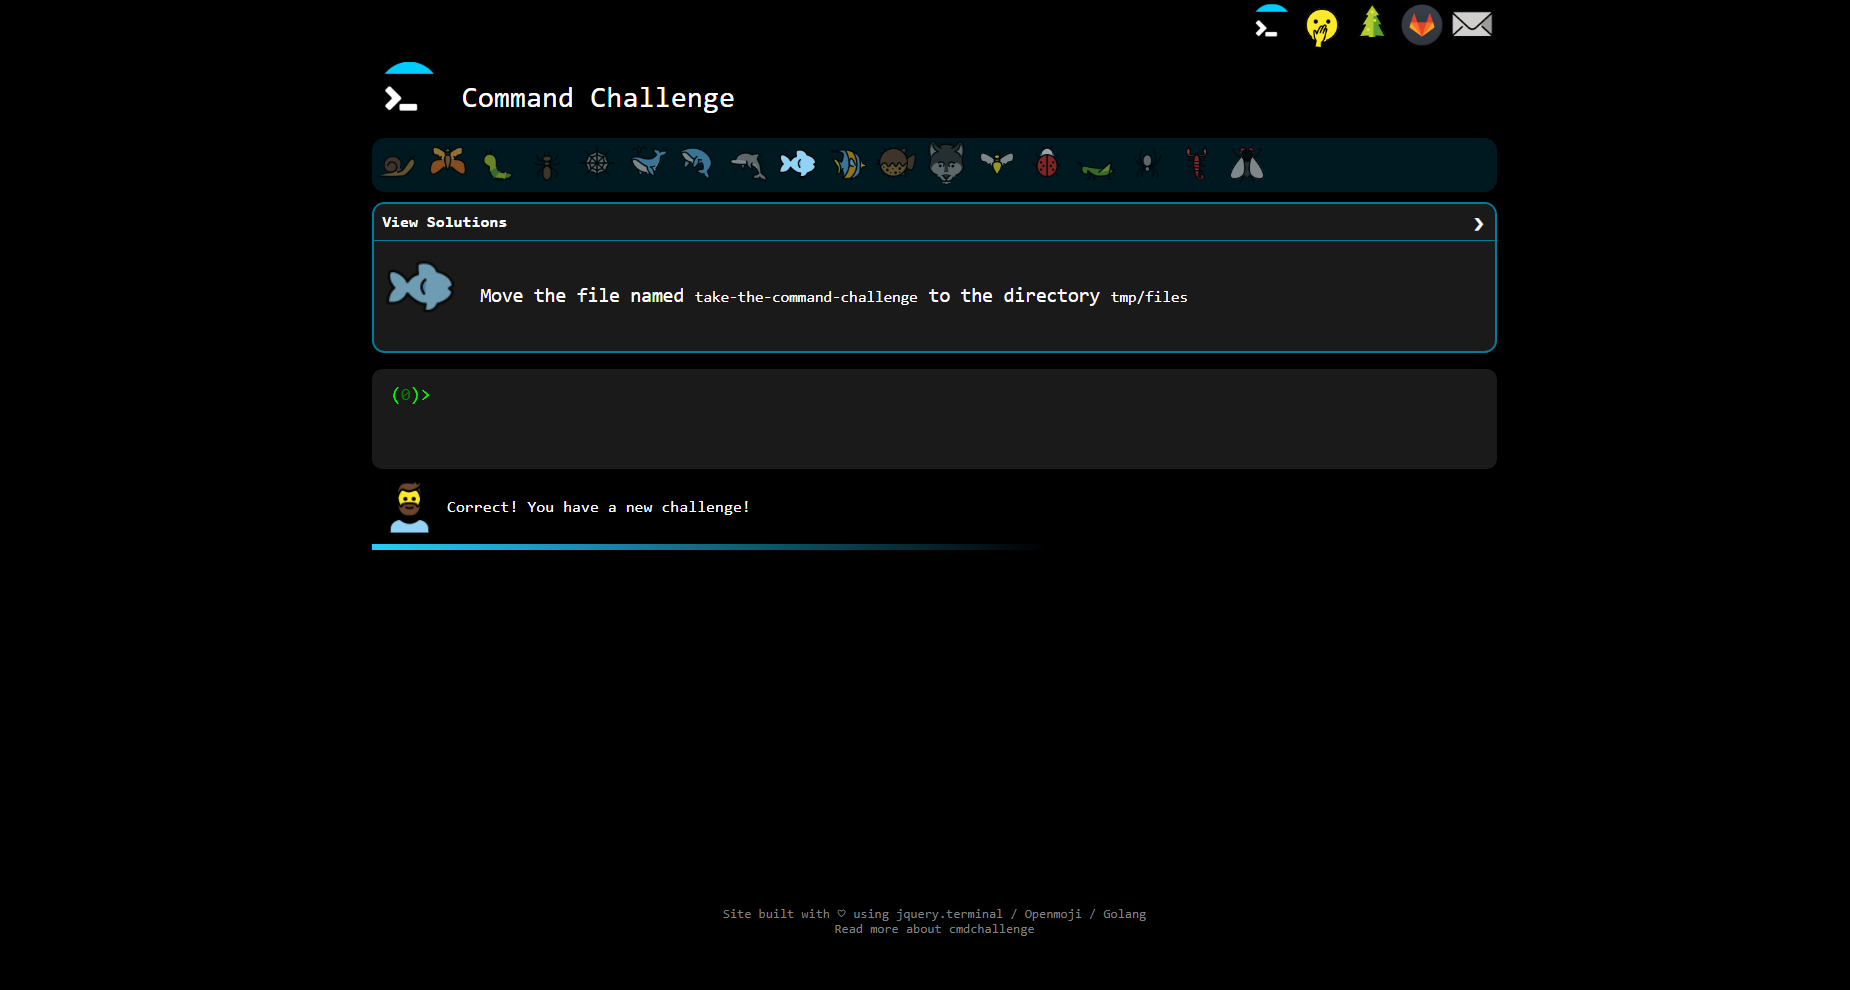 Command Challenge
View Solutions ❯
Move the file named take-the-command-challenge to the directory tmp/files
(0)>
Correct! You have a new challenge!
Site built with ♡ using jquery.terminal / Openmoji / Golang
Read more about cmdchallenge